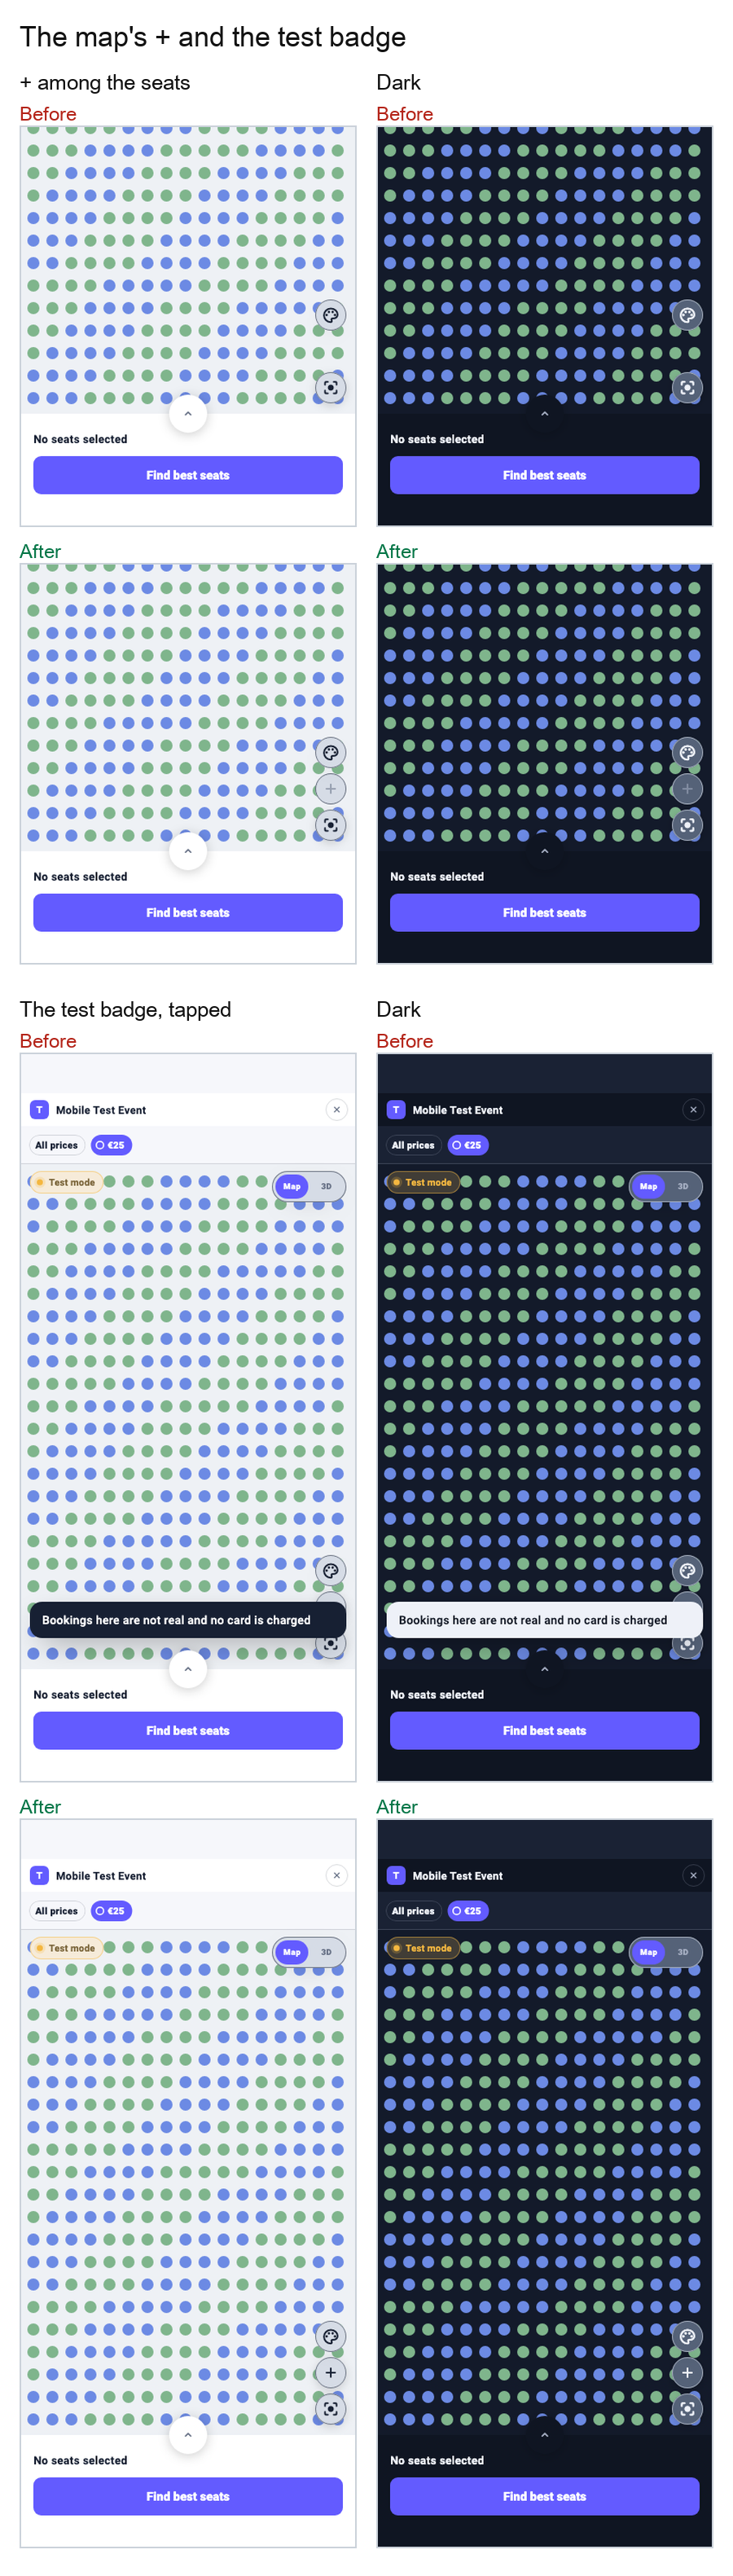 The map's + and the test badge
+ among the seats
Dark
Before
Before
No seats selected
No seats selected
Find best seats
Find best seats
After
After
No seats selected
No seats selected
Find best seats
Find best seats
The test badge, tapped
Dark
Before
Before
T Mobile Test Event
T Mobile Test Event
All prices €25
All prices €25
Test mode Map 3D
Test mode Map 3D
Bookings here are not real and no card is charged
Bookings here are not real and no card is charged
No seats selected
No seats selected
Find best seats
Find best seats
After
After
T Mobile Test Event
T Mobile Test Event
All prices €25
All prices €25
Test mode Map 3D
Test mode Map 3D
No seats selected
No seats selected
Find best seats
Find best seats